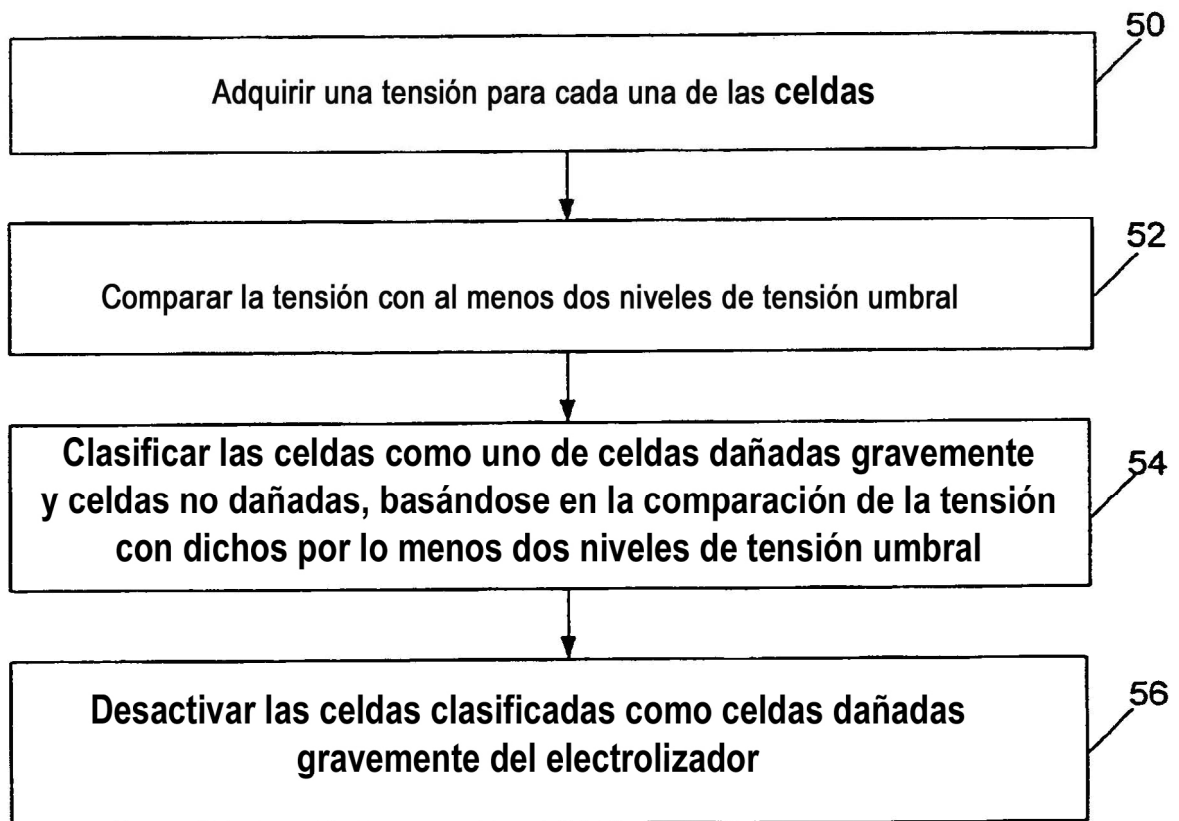 50
Adquirir una tensión para cada una de las celdas
52
Comparar la tensión con al menos dos niveles de tensión umbral
Clasificar las celdas como uno de celdas dañadas gravemente
y celdas no dañadas, basándose en la comparación de la tensión
con dichos por lo menos dos niveles de tensión umbral
54
Desactivar las celdas clasificadas como celdas dañadas
gravemente del electrolizador
56